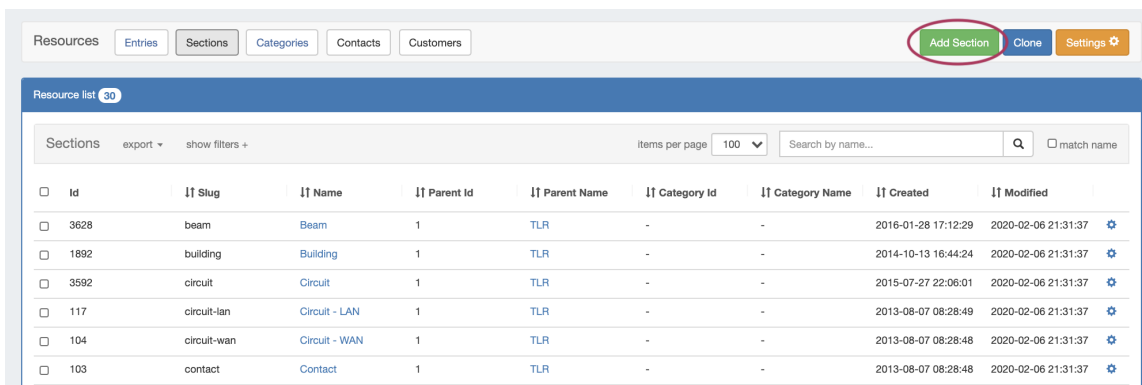 Resources Entries Sections Categories Contacts Customers Add Section Clone Settings
Resource list 30
Sections export show filters + items per page 100 Search by name... match name
Id Slug Name Parent Id Parent Name Category Id Category Name Created Modified
3628 beam Beam 1 TLR - - 2016-01-28 17:12:29 2020-02-06 21:31:37
1892 building Building 1 TLR - - 2014-10-13 16:44:24 2020-02-06 21:31:37
3592 circuit Circuit 1 TLR - - 2015-07-27 22:06:01 2020-02-06 21:31:37
117 circuit-lan Circuit - LAN 1 TLR - - 2013-08-07 08:28:49 2020-02-06 21:31:37
104 circuit-wan Circuit - WAN 1 TLR - - 2013-08-07 08:28:48 2020-02-06 21:31:37
103 contact Contact 1 TLR - - 2013-08-07 08:28:48 2020-02-06 21:31:37